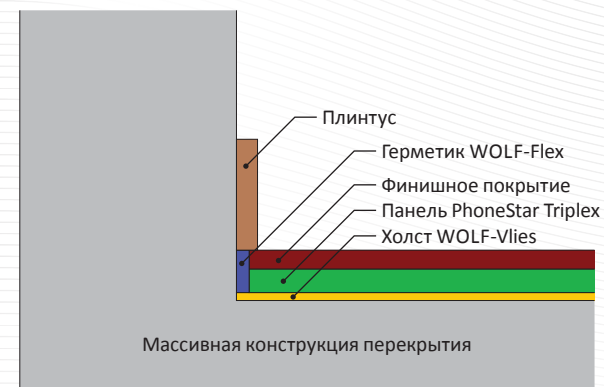 Плинтус
Герметик WOLF-Flex
Финишное покрытие
Панель PhoneStar Triplex
Холст WOLF-Vlies
Массивная конструкция перекрытия